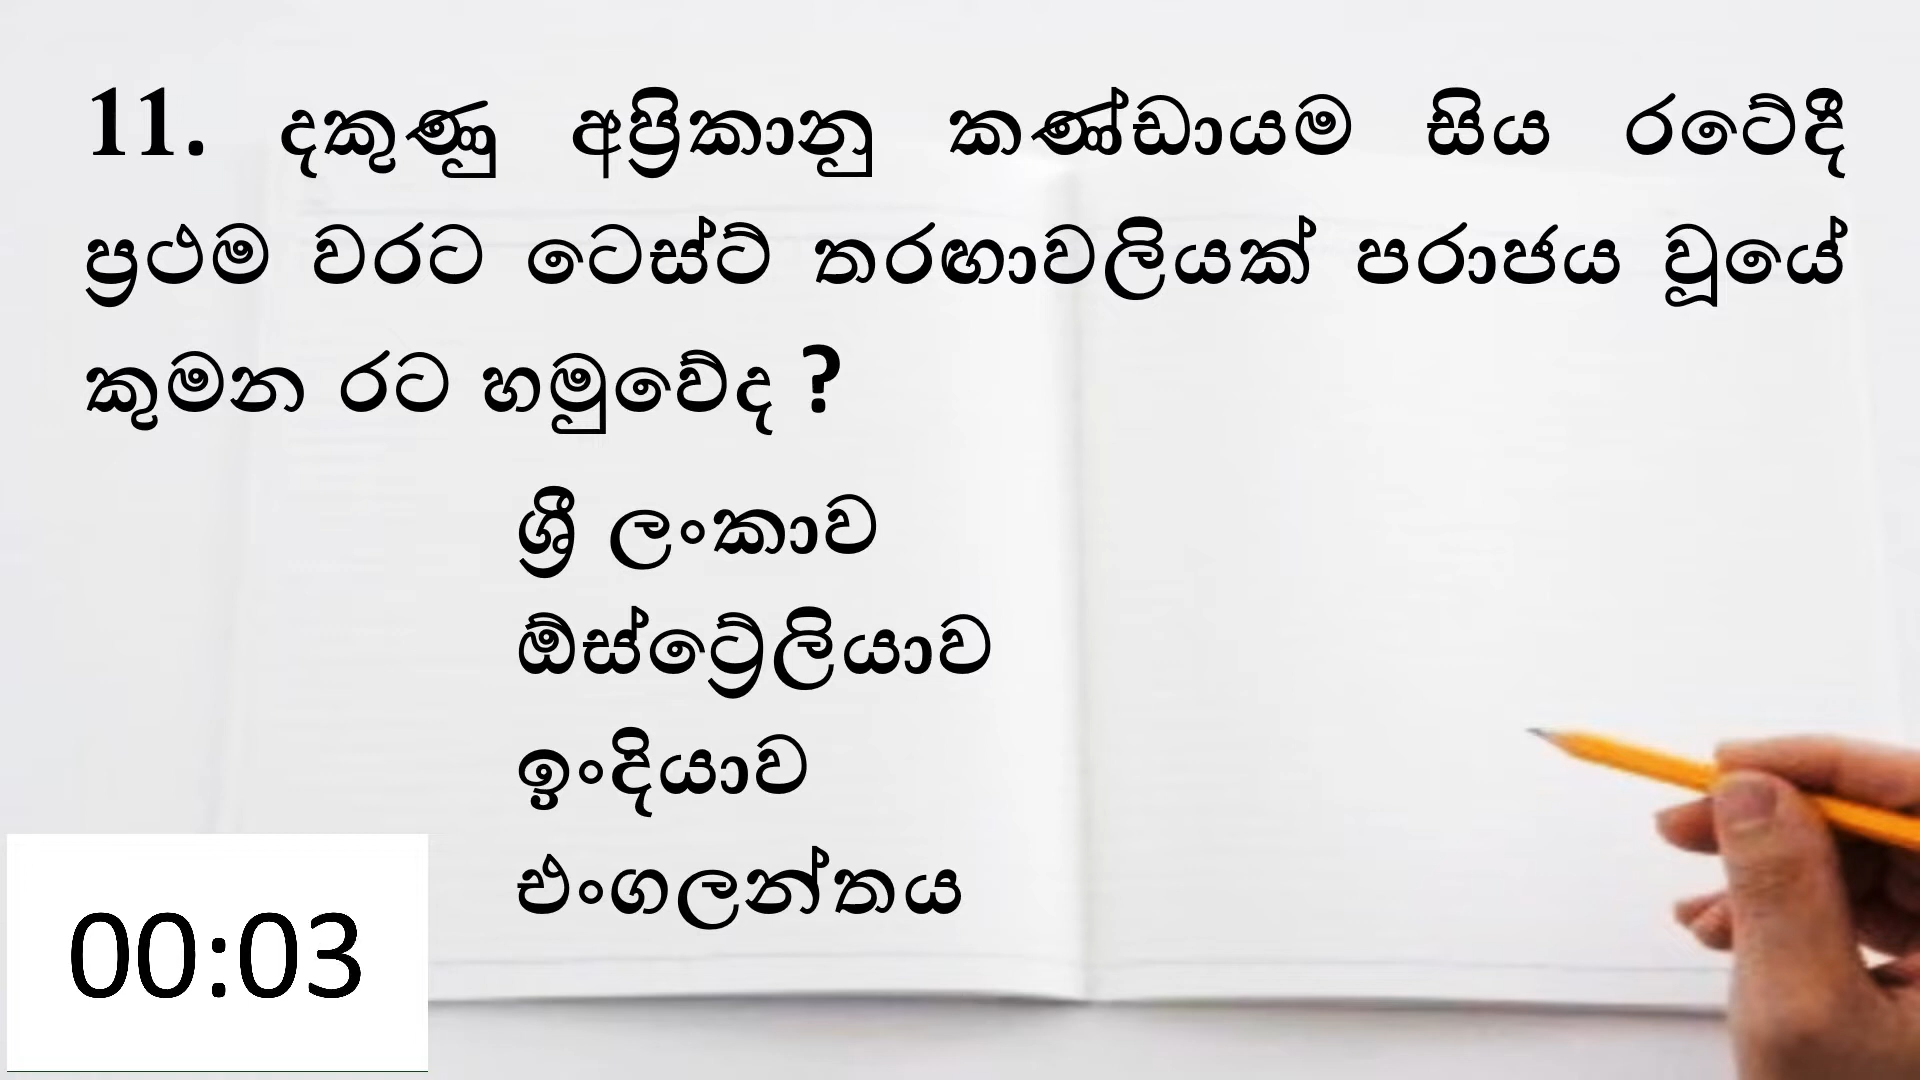 11. දකුණු අප්‍රිකානු කණ්ඩායම සිය රටේදී
ප්‍රථම වරට ටෙස්ට් තරඟාවලියක් පරාජය වූයේ
කුමන රට හමුවේද ?
ශ්‍රී ලංකාව
ඕස්ට්‍රේලියාව
ඉංදියාව
එංගලන්තය
00:03